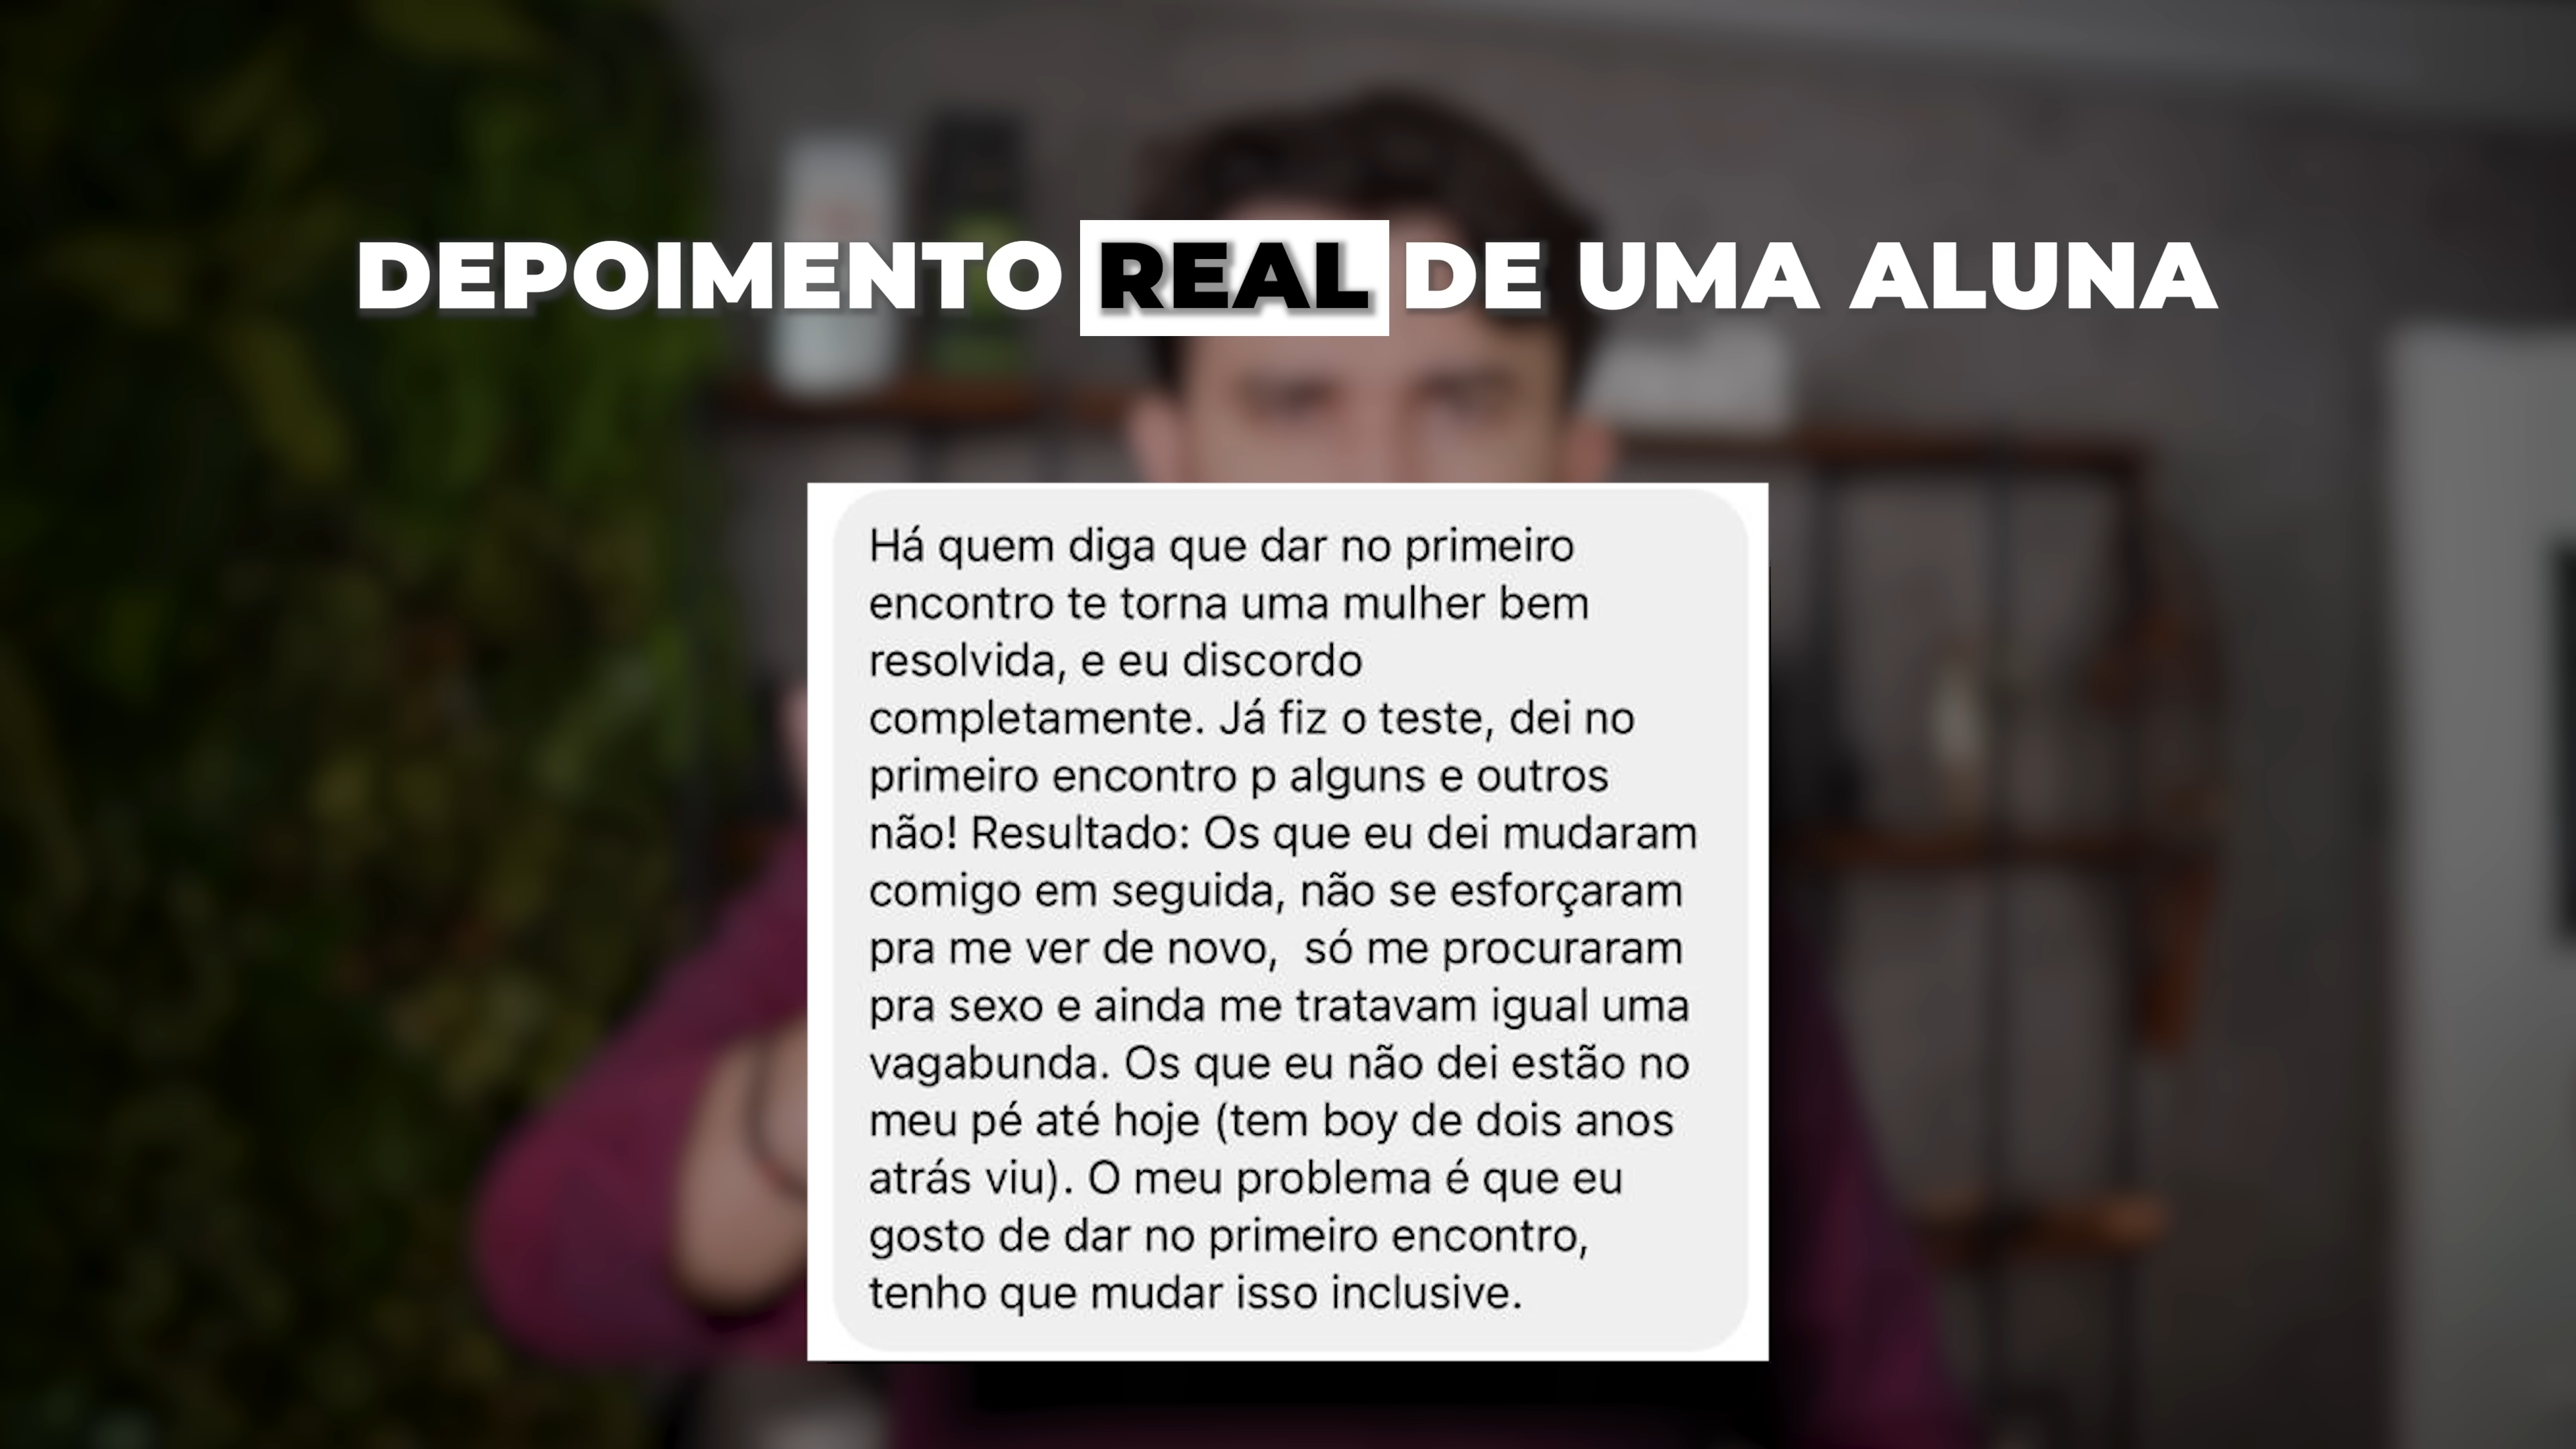 DEPOIMENTO REAL DE UMA ALUNA
Há quem diga que dar no primeiro
encontro te torna uma mulher bem
resolvida, e eu discordo
completamente. Já fiz o teste, dei no
primeiro encontro p alguns e outros
não! Resultado: Os que eu dei mudaram
comigo em seguida, não se esforçaram
pra me ver de novo,  só me procuraram
pra sexo e ainda me tratavam igual uma
vagabunda. Os que eu não dei estão no
meu pé até hoje (tem boy de dois anos
atrás viu). O meu problema é que eu
gosto de dar no primeiro encontro,
tenho que mudar isso inclusive.